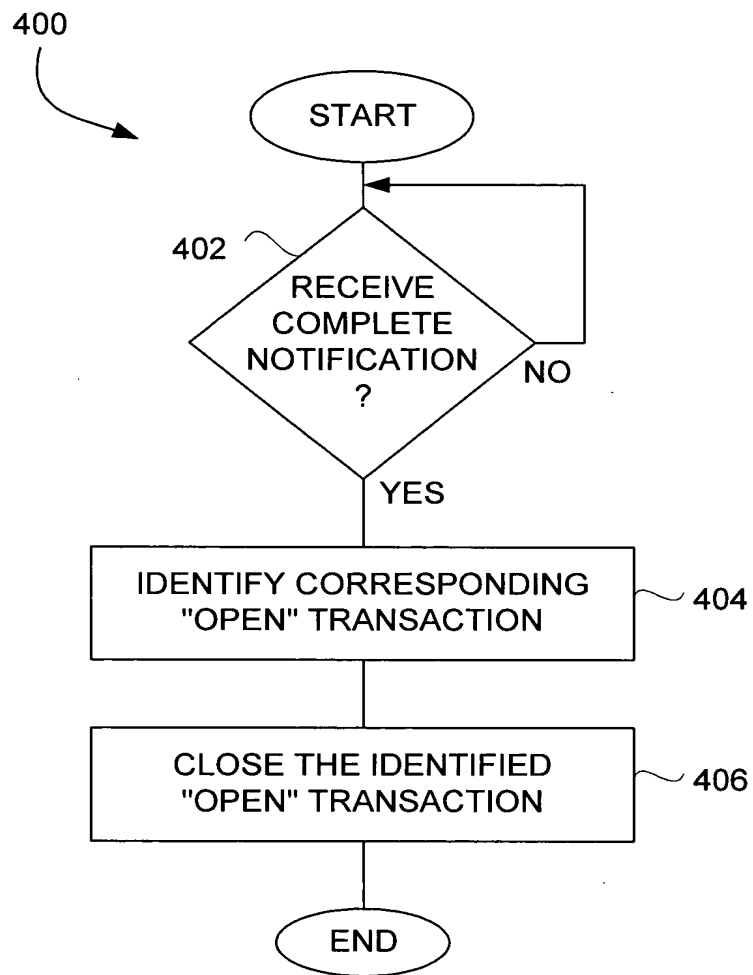 400
START
402
RECEIVE
COMPLETE
NOTIFICATION
?
NO
YES
IDENTIFY CORRESPONDING
"OPEN" TRANSACTION
404
CLOSE THE IDENTIFIED
"OPEN" TRANSACTION
406
END